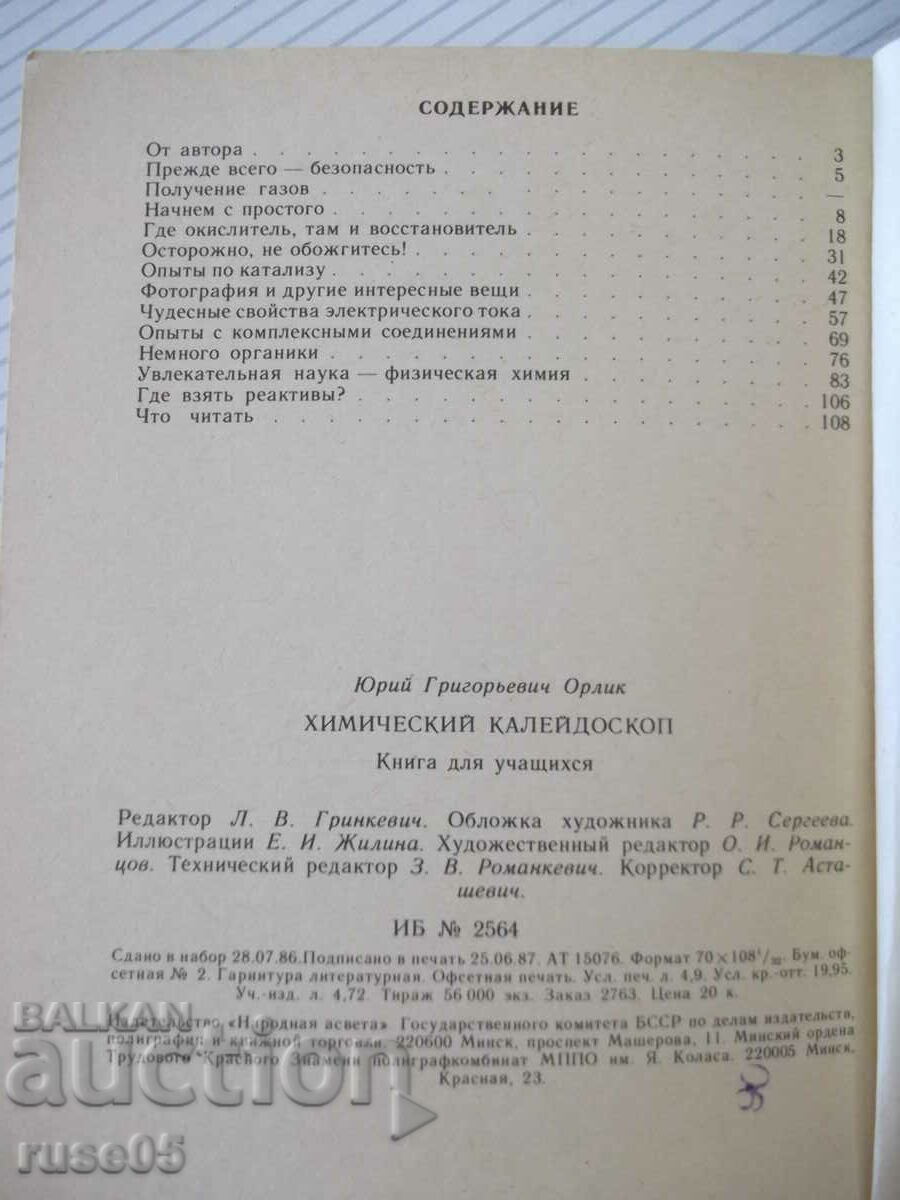 СОДЕРЖАНИЕ
От автора . . . . . . . . . . . . . . . . . 3
Прежде всего — безопасность . . . . . . . . . . . 5
Получение газов . . . . . . . . . . . . . . . —
Начнем с простого . . . . . . . . . . . . . . 8
Где окислитель, там и восстановитель . . . . . . . . 18
Осторожно, не обожгитесь! . . . . . . . . . . . . 31
Опыты по катализу . . . . . . . . . . . . . . 42
Фотография и другие интересные вещи . . . . . . . . 47
Чудесные свойства электрического тока . . . . . . . . 57
Опыты с комплексными соединениями . . . . . . . . 69
Немного органики . . . . . . . . . . . . . . 76
Увлекательная наука — физическая химия . . . . . . . 83
Где взять реактивы? . . . . . . . . . . . . . . 106
Что читать . . . . . . . . . . . . . . . . . 108
Юрий Григорьевич Орлик
ХИМИЧЕСКИЙ КАЛЕЙДОСКОП
Книга для учащихся
Редактор Л. В. Гринкевич. Обложка художника Р. Р. Сергеева.
Иллюстрации Е. И. Жилина. Художественный редактор О. И. Роман-
цов. Технический редактор З. В. Романкевич. Корректор С. Т. Аста-
шевич.
ИБ № 2564
Сдано в набор 28.07.86. Подписано в печать 25.06.87. АТ 15076. Формат 70×108¹/₃₂. Бум. оф-
сетная № 2. Гарнитура литературная. Офсетная печать. Усл. печ. л. 4,9. Усл. кр.-отт. 19,95.
Уч.-изд. л. 4,72. Тираж 56 000 экз. Заказ 2763. Цена 20 к.
Издательство «Народная асвета» Государственного комитета БССР по делам издательств,
полиграфии и книжной торговли. 220600 Минск, проспект Машерова, 11. Минский ордена
Трудового Красного Знамени полиграфкомбинат МППО им. Я. Коласа. 220005 Минск,
Красная, 23.
BALKAN
auction
ruse05